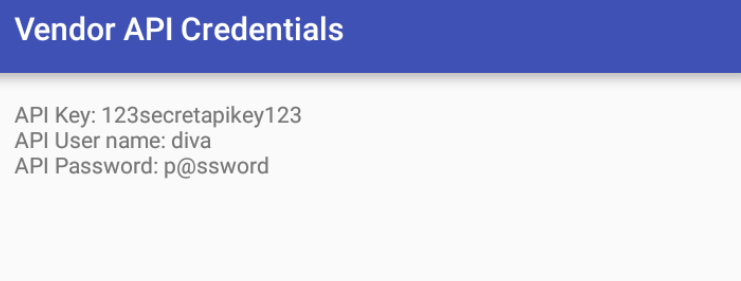 Vendor API Credentials
API Key: 123secretapikey123
API User name: diva
API Password: p@ssword